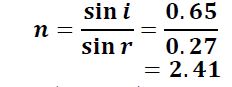 n = sin i / sin r = 0.65 / 0.27
= 2.41